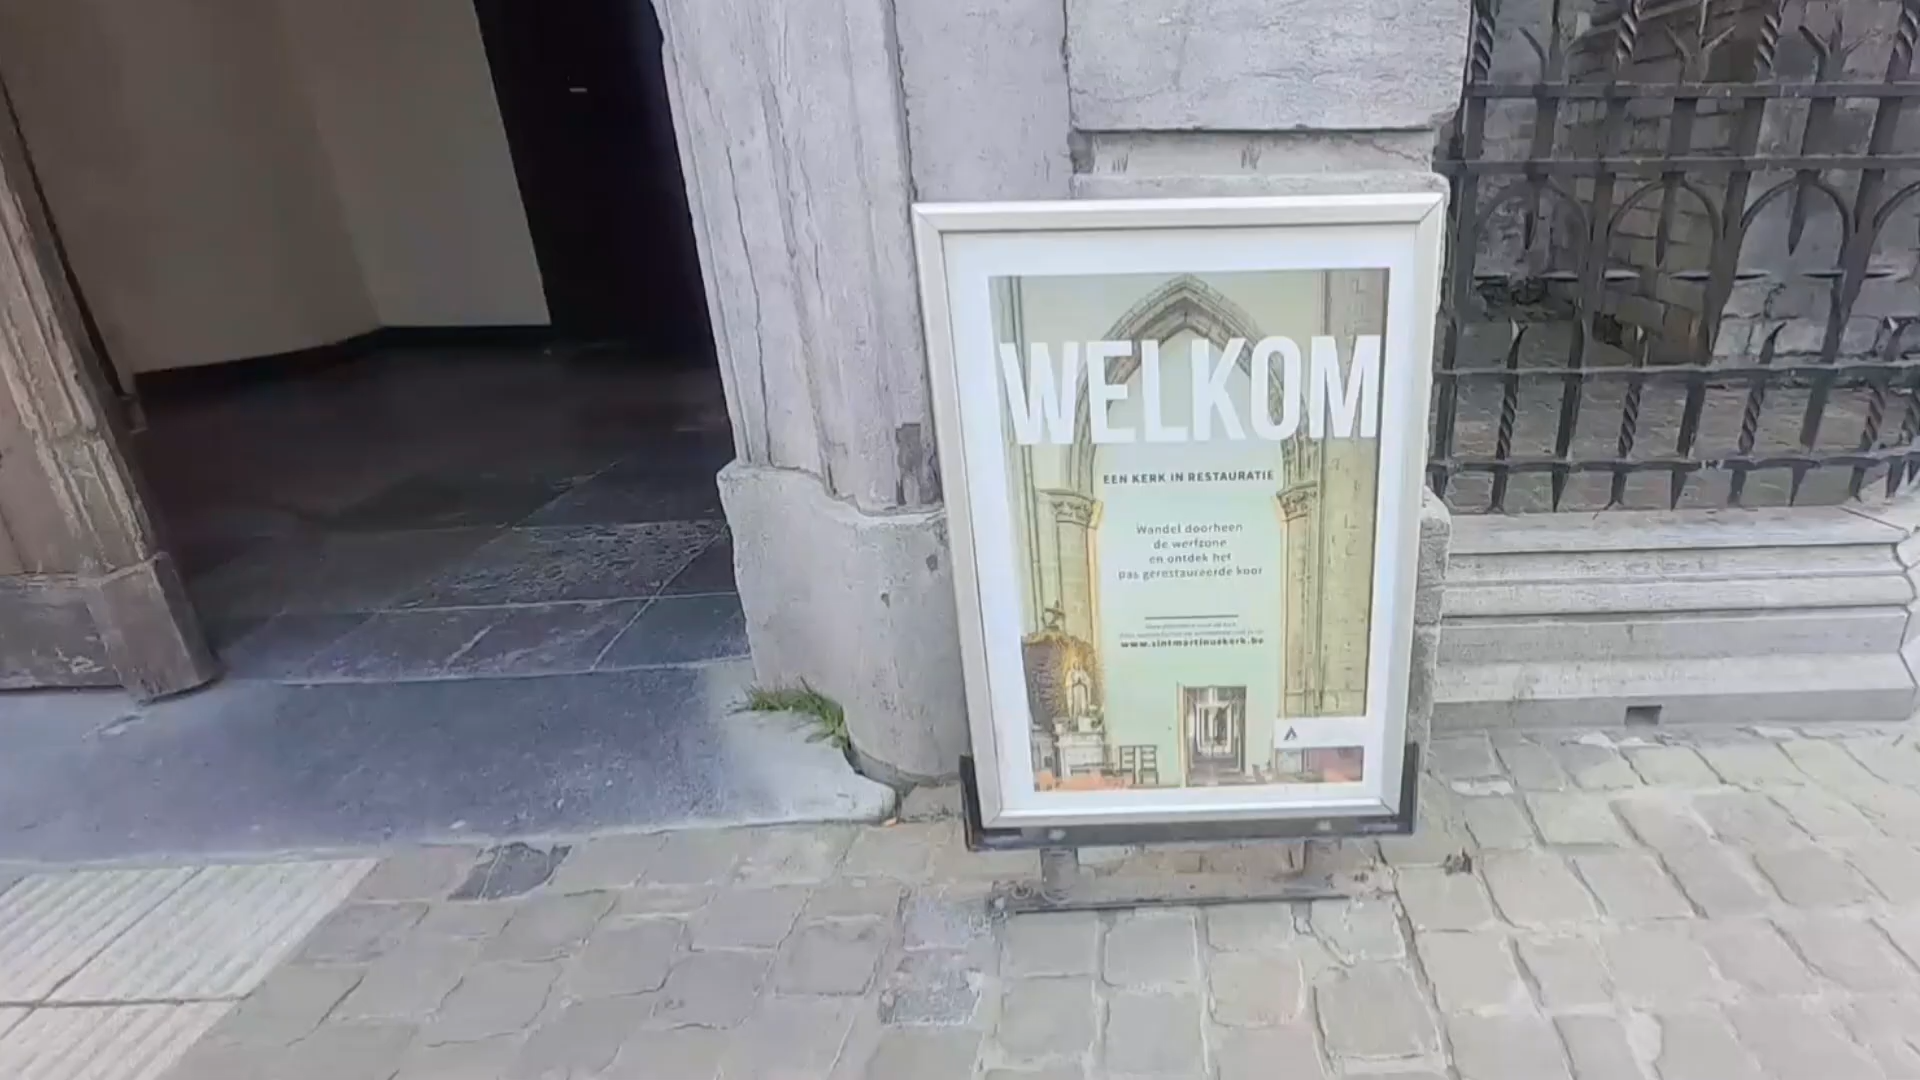 WELKOM
EEN KERK IN RESTAURATIE
Wandel doorheen
de werfzone
en ontdek het
pas gerestaureerde koor
www.sintmartinuskerk.be